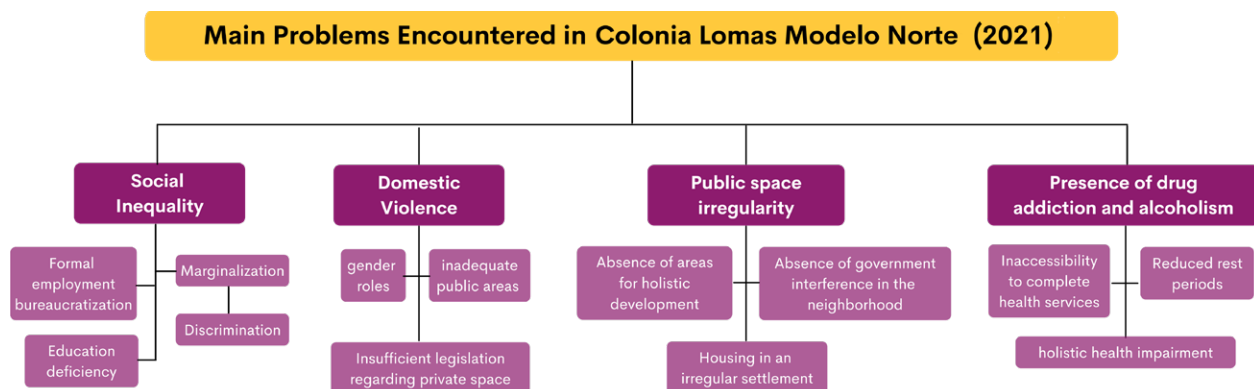 Main Problems Encountered in Colonia Lomas Modelo Norte (2021)
Social
Inequality
Formal
employment
bureaucratization
Marginalization
Discrimination
Education
deficiency
Domestic
Violence
gender
roles
inadequate
public areas
Insufficient legislation
regarding private space
Public space
irregularity
Absence of areas
for holistic
development
Absence of government
interference in the
neighborhood
Housing in an
irregular settlement
Presence of drug
addiction and alcoholism
Inaccessibility
to complete
health services
Reduced rest
periods
holistic health impairment